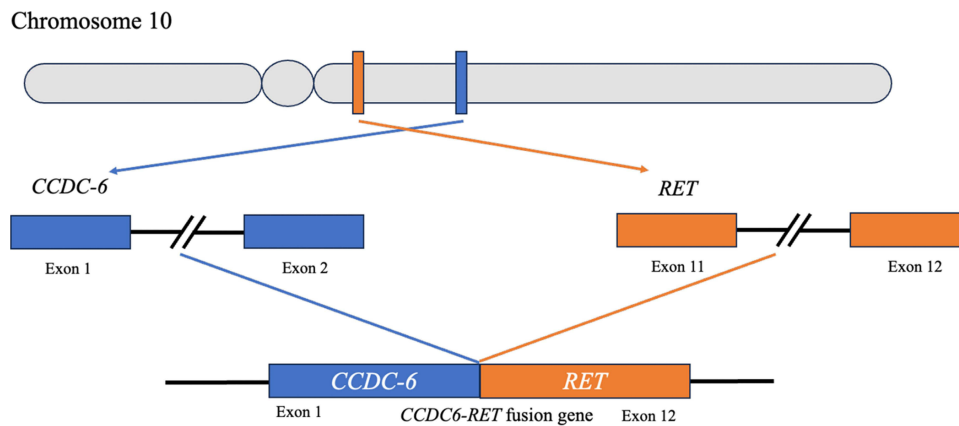 Chromosome 10
CCDC-6
RET
Exon 1
Exon 2
Exon 11
Exon 12
CCDC-6
RET
Exon 1
CCDC6-RET fusion gene
Exon 12